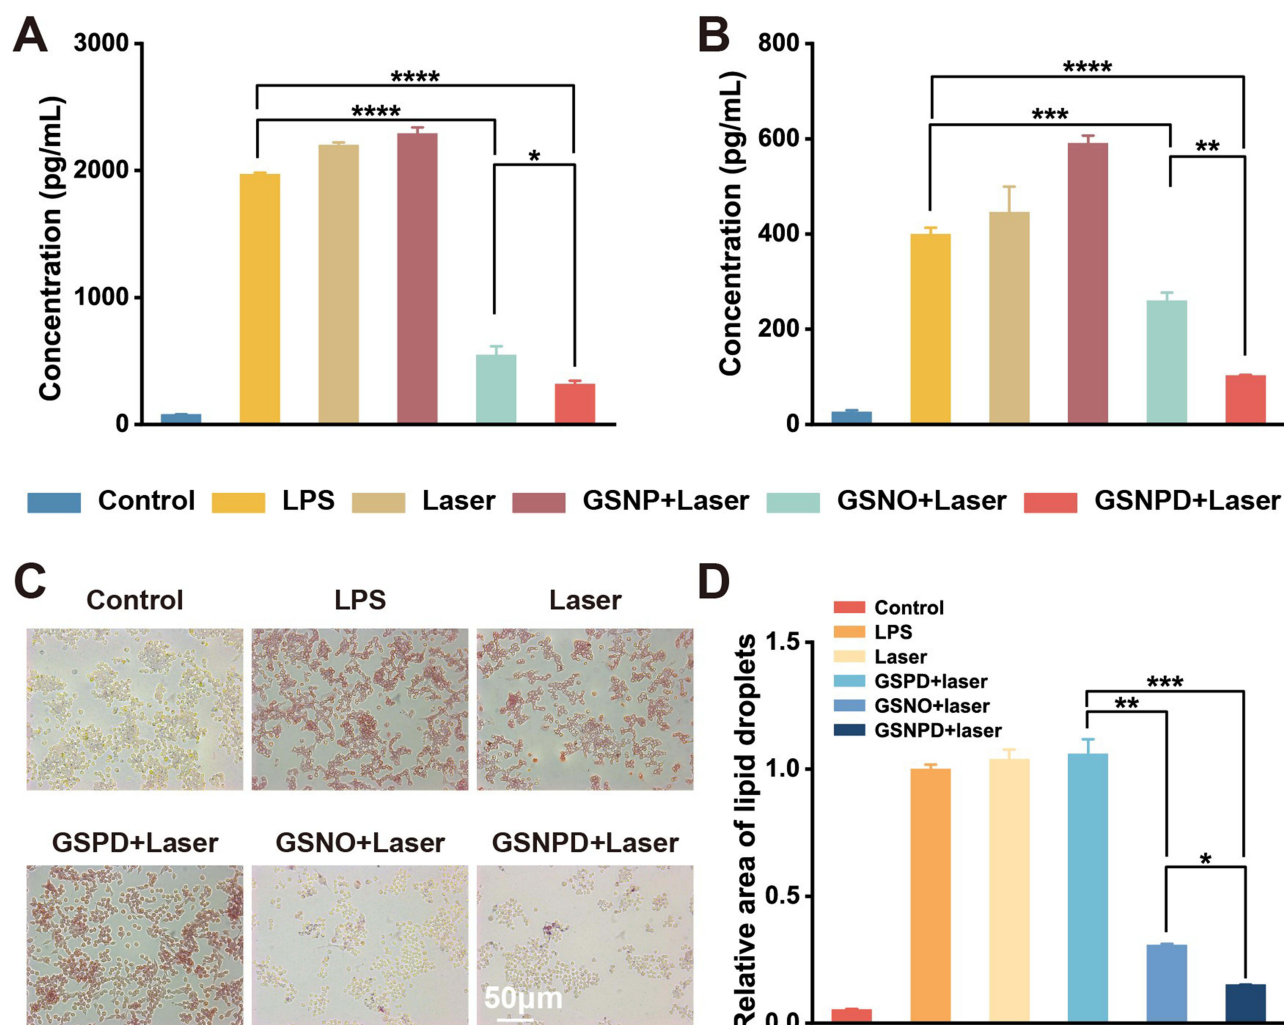 A
Concentration (pg/mL)
3000
2000
1000
0
****
****
*
B
Concentration (pg/mL)
800
600
400
200
0
****
***
**
Control LPS Laser GSNP+Laser GSNO+Laser GSNPD+Laser
C
Control LPS Laser
GSPD+Laser GSNO+Laser GSNPD+Laser
50μm
D
Relative area of lipid droplets
1.5
1.0
0.5
0.0
Control
LPS
Laser
GSPD+laser
GSNO+laser
GSNPD+laser
***
**
*